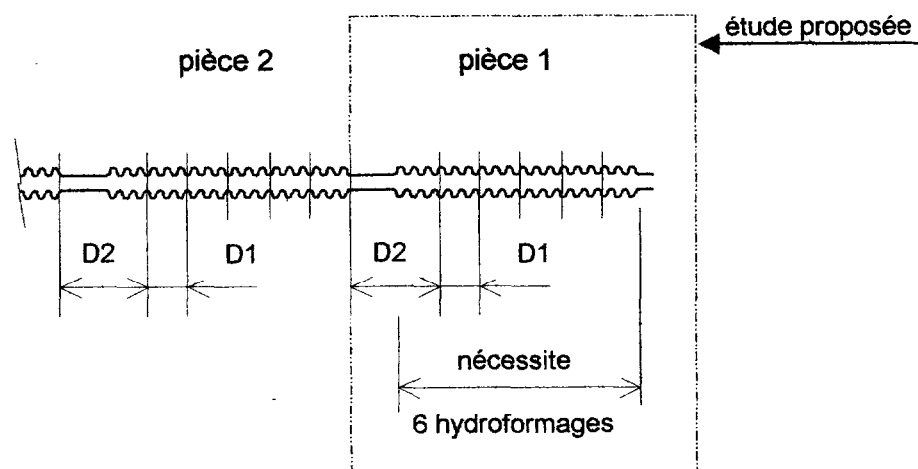 étude proposée
pièce 2
pièce 1
D2
D1
D2
D1
nécessite
6 hydroformages